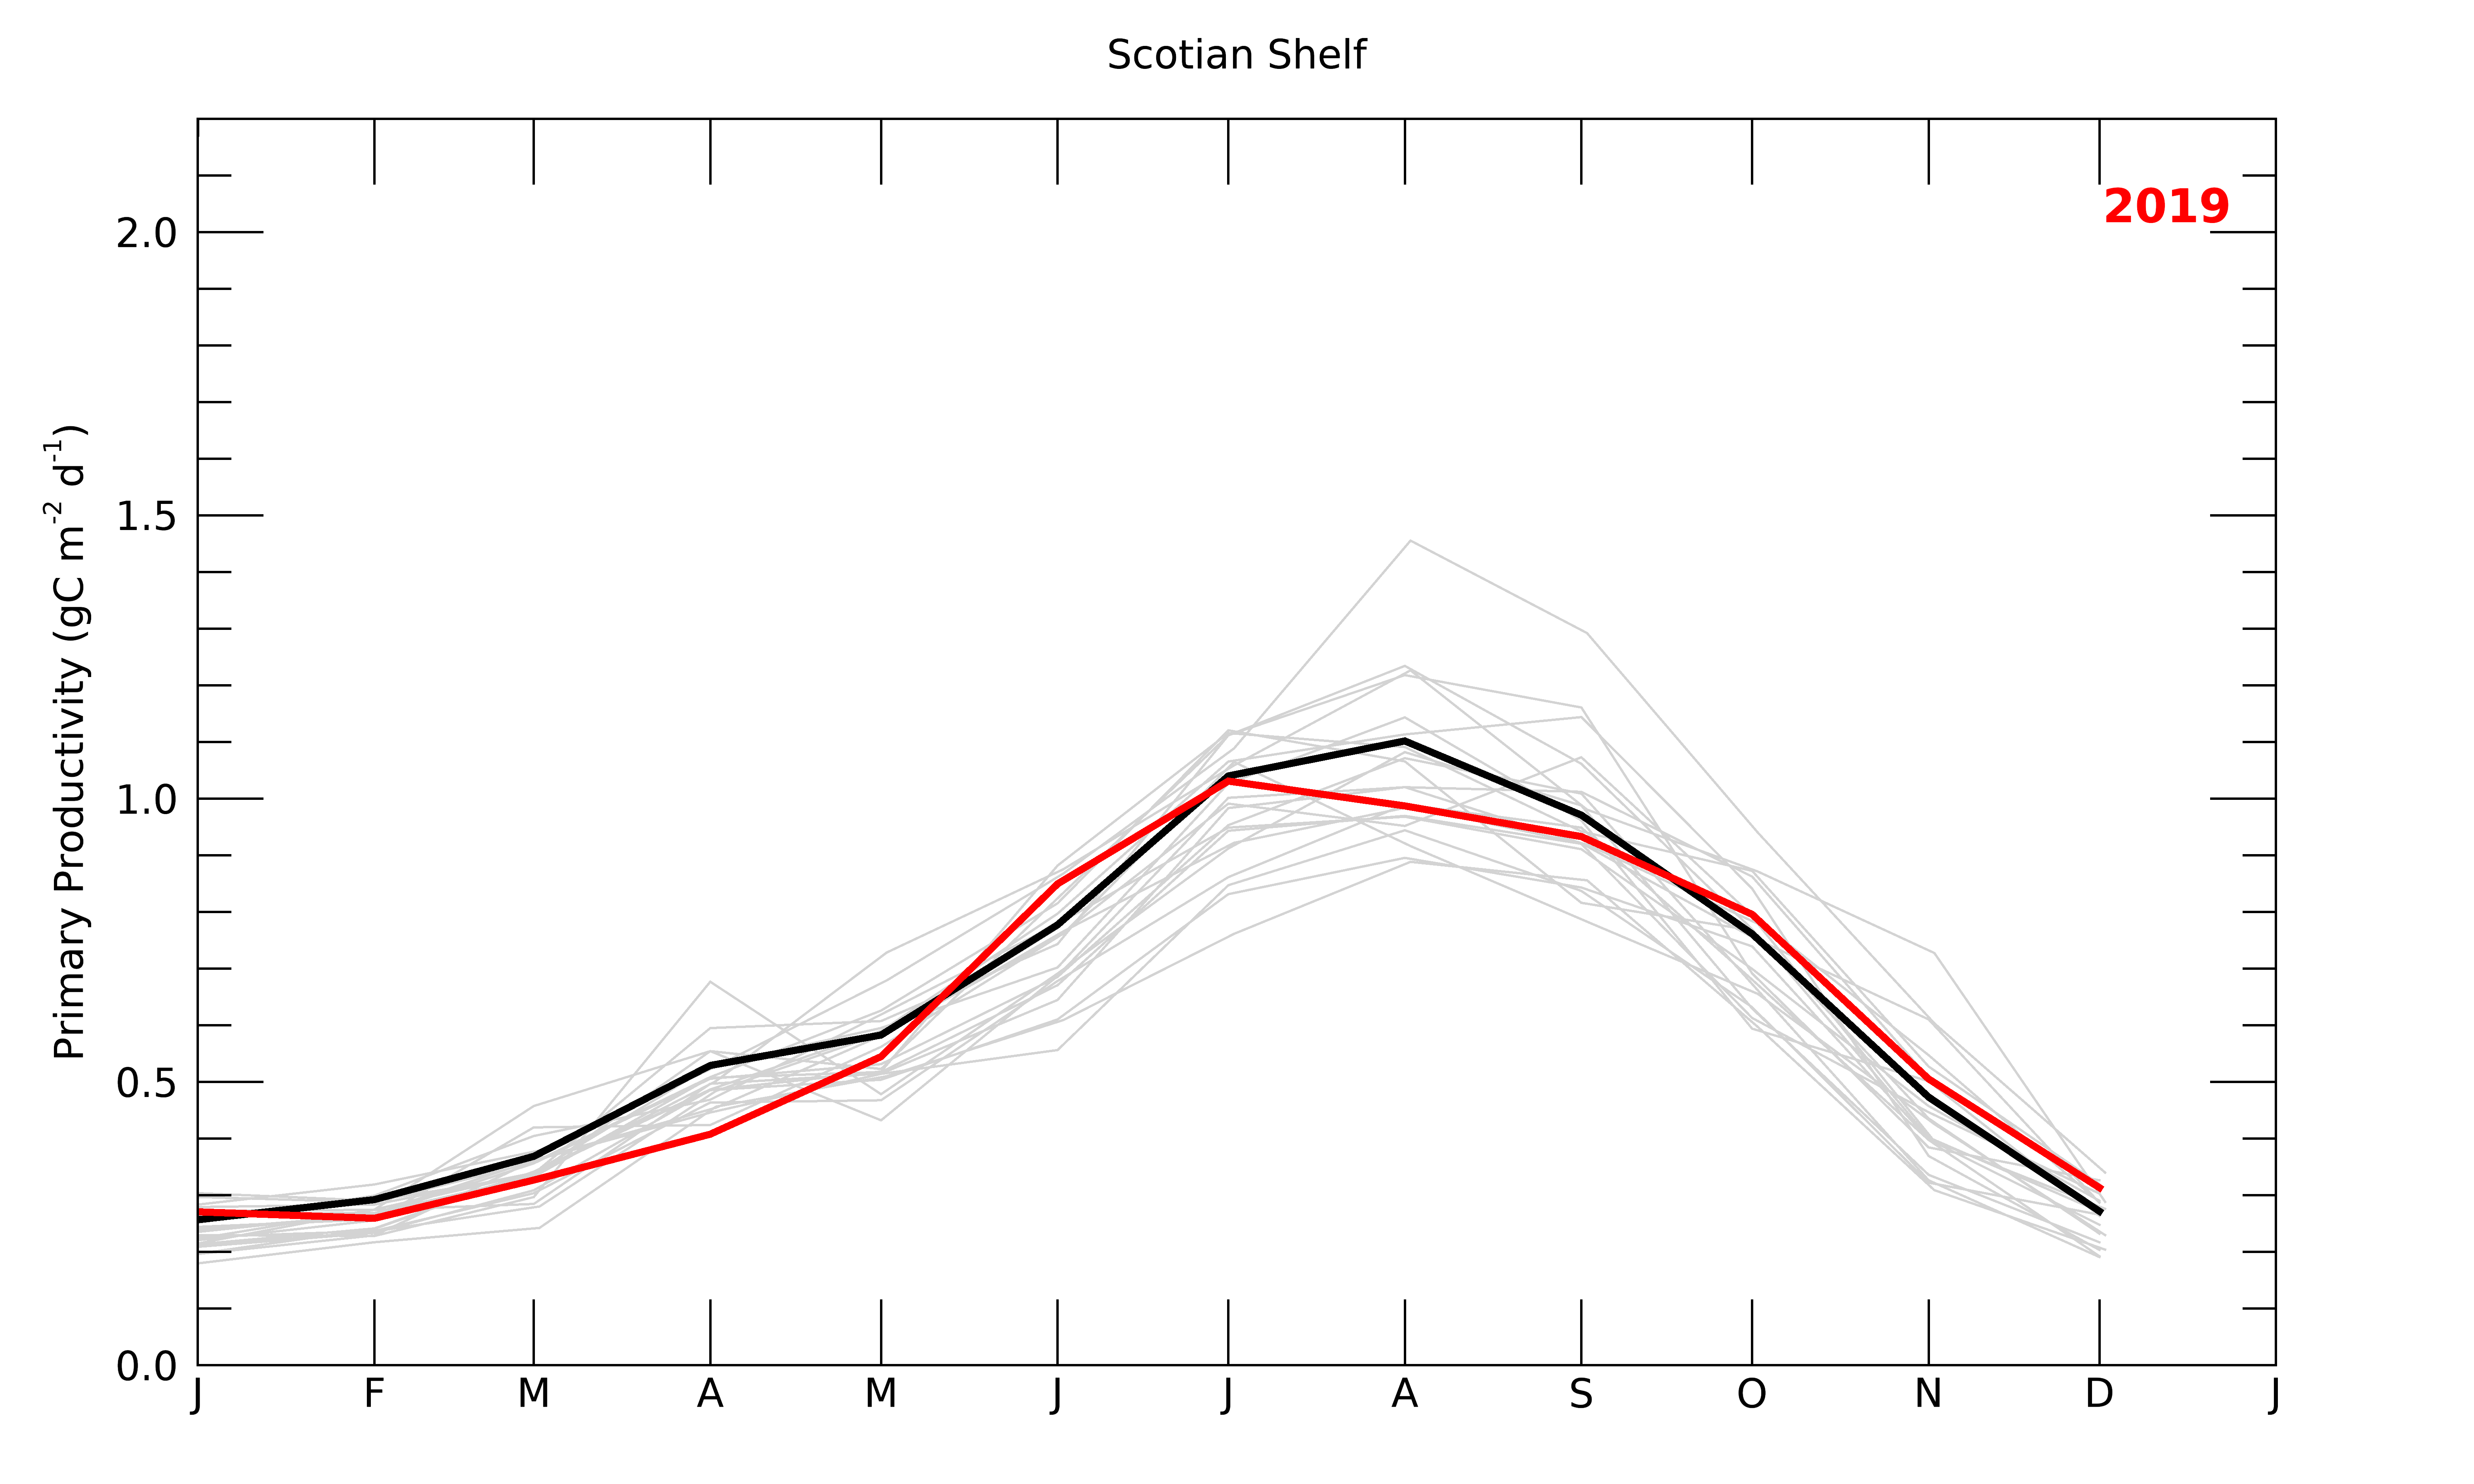 Scotian Shelf
2019
Primary Productivity (gC m-2 d-1)
2.0
1.5
1.0
0.5
0.0
J F M A M J J A S O N D J